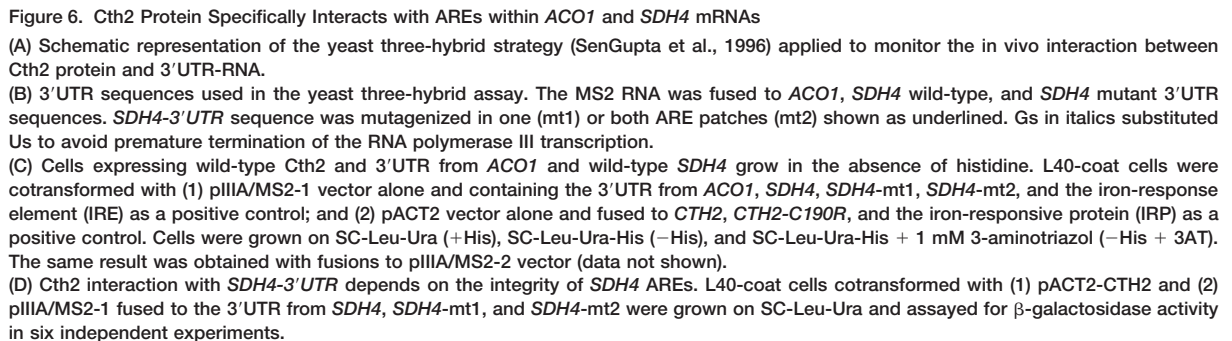 Figure 6. Cth2 Protein Specifically Interacts with AREs within ACO1 and SDH4 mRNAs
(A) Schematic representation of the yeast three-hybrid strategy (SenGupta et al., 1996) applied to monitor the in vivo interaction between
Cth2 protein and 3′UTR-RNA.
(B) 3′UTR sequences used in the yeast three-hybrid assay. The MS2 RNA was fused to ACO1, SDH4 wild-type, and SDH4 mutant 3′UTR
sequences. SDH4-3′UTR sequence was mutagenized in one (mt1) or both ARE patches (mt2) shown as underlined. Gs in italics substituted
Us to avoid premature termination of the RNA polymerase III transcription.
(C) Cells expressing wild-type Cth2 and 3′UTR from ACO1 and wild-type SDH4 grow in the absence of histidine. L40-coat cells were
cotransformed with (1) pIIIA/MS2-1 vector alone and containing the 3′UTR from ACO1, SDH4, SDH4-mt1, SDH4-mt2, and the iron-response
element (IRE) as a positive control; and (2) pACT2 vector alone and fused to CTH2, CTH2-C190R, and the iron-responsive protein (IRP) as a
positive control. Cells were grown on SC-Leu-Ura (+His), SC-Leu-Ura-His (−His), and SC-Leu-Ura-His + 1 mM 3-aminotriazol (−His + 3AT).
The same result was obtained with fusions to pIIIA/MS2-2 vector (data not shown).
(D) Cth2 interaction with SDH4-3′UTR depends on the integrity of SDH4 AREs. L40-coat cells cotransformed with (1) pACT2-CTH2 and (2)
pIIIA/MS2-1 fused to the 3′UTR from SDH4, SDH4-mt1, and SDH4-mt2 were grown on SC-Leu-Ura and assayed for β-galactosidase activity
in six independent experiments.